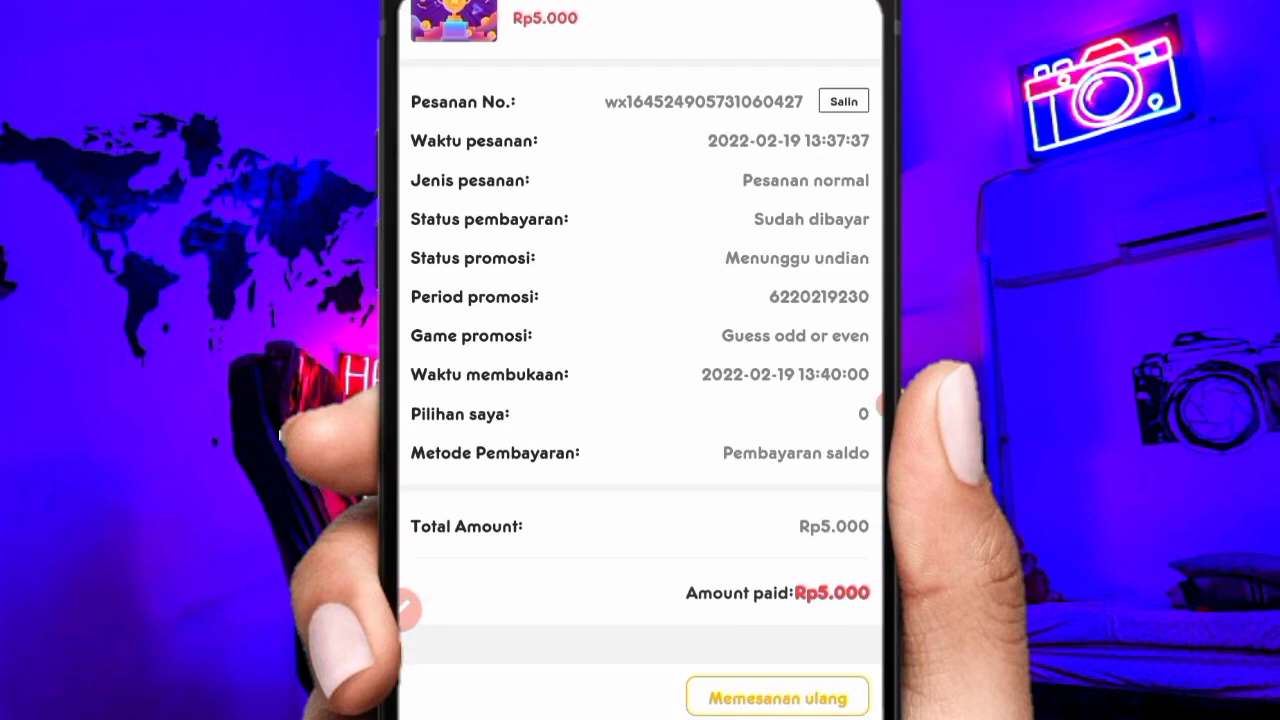 Rp5.000
Pesanan No.: wx164524905731060427 Salin
Waktu pesanan: 2022-02-19 13:37:37
Jenis pesanan: Pesanan normal
Status pembayaran: Sudah dibayar
Status promosi: Menunggu undian
Period promosi: 6220219230
Game promosi: Guess odd or even
Waktu membukaan: 2022-02-19 13:40:00
Pilihan saya: 0
Metode Pembayaran: Pembayaran saldo
Total Amount: Rp5.000
Amount paid:Rp5.000
Memesanan ulang